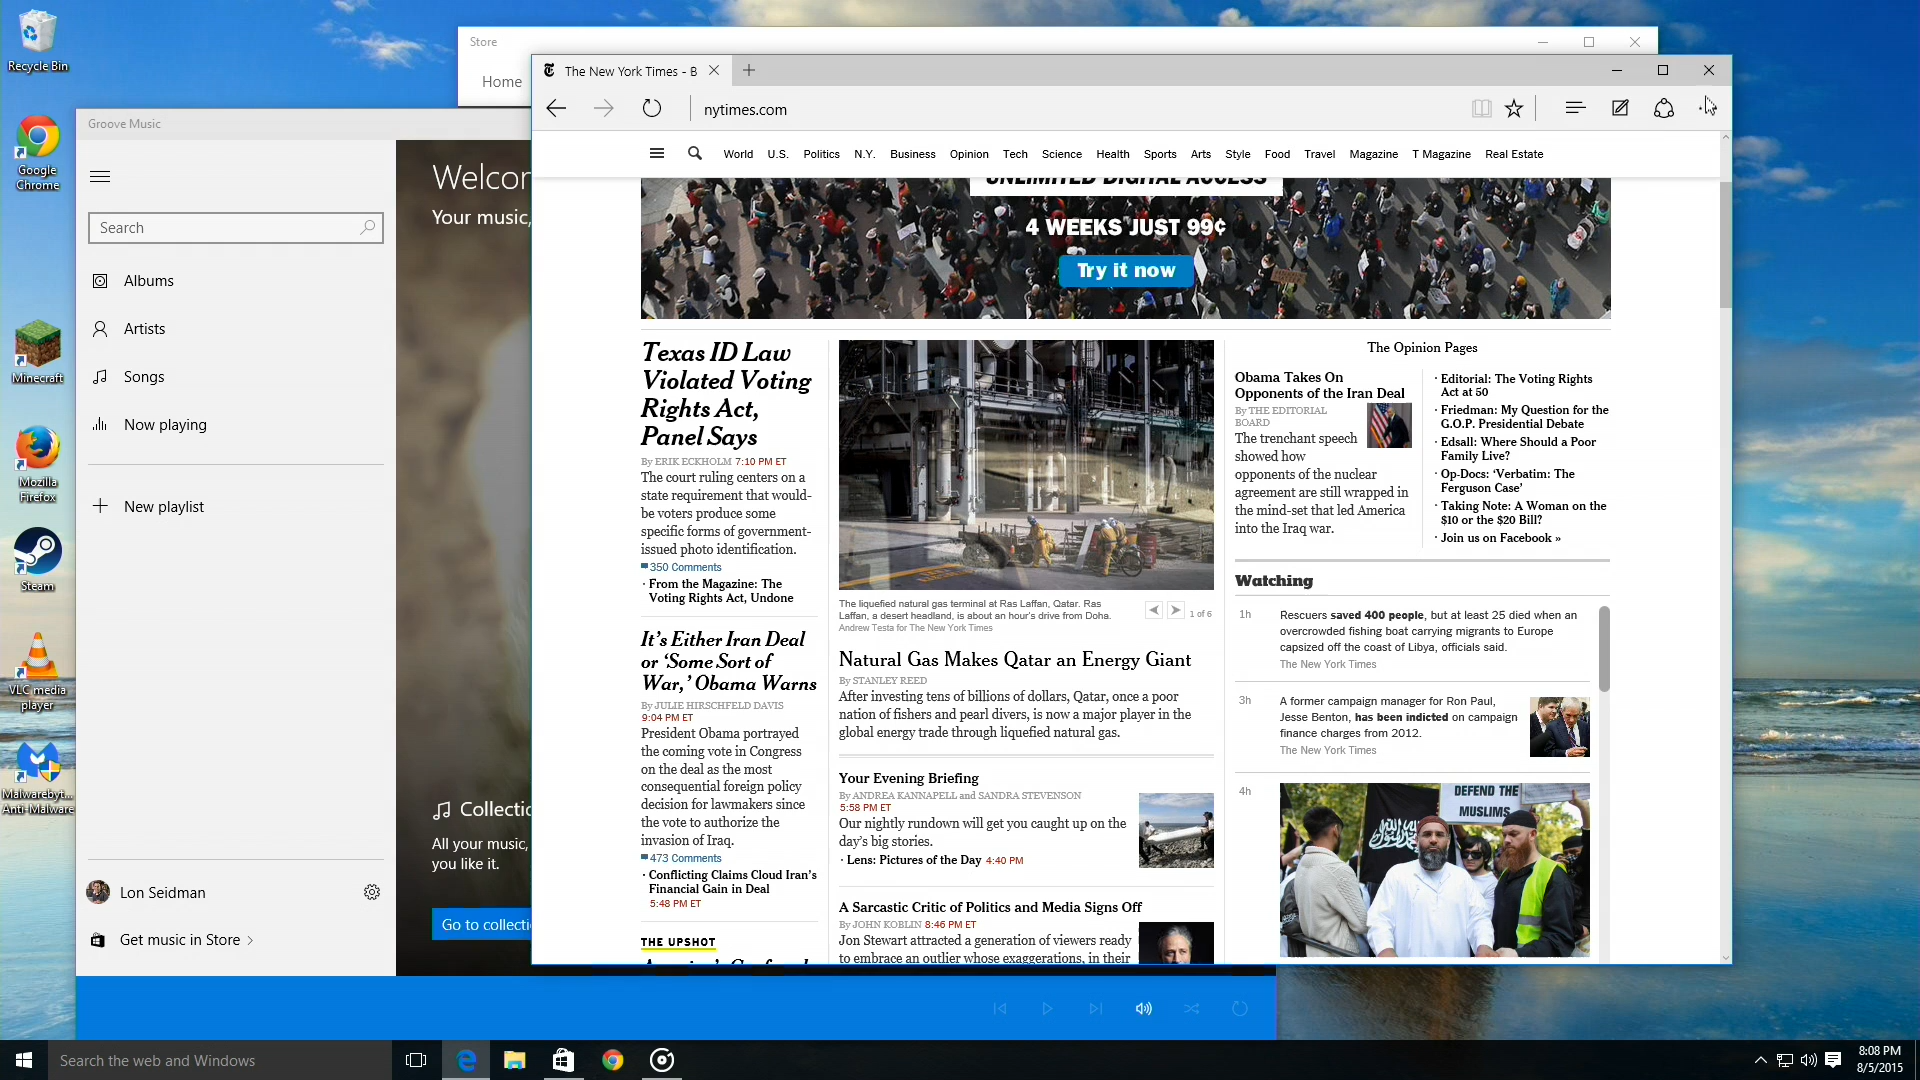 Recycle Bin
Google
Chrome
Minecraft
Mozilla
Firefox
Steam
VLC media
player
Malwarebyt...
Anti-Malware
Store
Home
Groove Music
Search
Albums
Artists
Songs
Now playing
New playlist
Lon Seidman
Get music in Store
Welcor
Your music,
Collectio
All your music,
you like it.
Go to collecti
The New York Times - B
nytimes.com
World U.S. Politics N.Y. Business Opinion Tech Science Health Sports Arts Style Food Travel Magazine T Magazine Real Estate
UNLIMITED DIGITAL ACCESS
4 WEEKS JUST 99¢
Try it now
Texas ID Law
Violated Voting
Rights Act,
Panel Says
By ERIK ECKHOLM 7:10 PM ET
The court ruling centers on a
state requirement that would-
be voters produce some
specific forms of government-
issued photo identification.
350 Comments
· From the Magazine: The
Voting Rights Act, Undone
It's Either Iran Deal
or 'Some Sort of
War,' Obama Warns
By JULIE HIRSCHFELD DAVIS
9:04 PM ET
President Obama portrayed
the coming vote in Congress
on the deal as the most
consequential foreign policy
decision for lawmakers since
the vote to authorize the
invasion of Iraq.
473 Comments
· Conflicting Claims Cloud Iran's
Financial Gain in Deal
5:48 PM ET
THE UPSHOT
The liquefied natural gas terminal at Ras Laffan, Qatar. Ras
Laffan, a desert headland, is about an hour's drive from Doha.
Andrew Testa for The New York Times
1 of 6
Natural Gas Makes Qatar an Energy Giant
By STANLEY REED
After investing tens of billions of dollars, Qatar, once a poor
nation of fishers and pearl divers, is now a major player in the
global energy trade through liquefied natural gas.
Your Evening Briefing
By ANDREA KANNAPELL and SANDRA STEVENSON
5:58 PM ET
Our nightly rundown will get you caught up on the
day's big stories.
· Lens: Pictures of the Day 4:40 PM
A Sarcastic Critic of Politics and Media Signs Off
By JOHN KOBLIN 8:46 PM ET
Jon Stewart attracted a generation of viewers ready
to embrace an outlier whose exaggerations, in their
The Opinion Pages
Obama Takes On
Opponents of the Iran Deal
By THE EDITORIAL
BOARD
The trenchant speech
showed how
opponents of the nuclear
agreement are still wrapped in
the mind-set that led America
into the Iraq war.
· Editorial: The Voting Rights
Act at 50
· Friedman: My Question for the
G.O.P. Presidential Debate
· Edsall: Where Should a Poor
Family Live?
· Op-Docs: 'Verbatim: The
Ferguson Case'
· Taking Note: A Woman on the
$10 or the $20 Bill?
· Join us on Facebook »
Watching
1h
Rescuers saved 400 people, but at least 25 died when an
overcrowded fishing boat carrying migrants to Europe
capsized off the coast of Libya, officials said.
The New York Times
3h
A former campaign manager for Ron Paul,
Jesse Benton, has been indicted on campaign
finance charges from 2012.
The New York Times
4h
DEFEND THE
MUSLIMS
Search the web and Windows
8:08 PM
8/5/2015